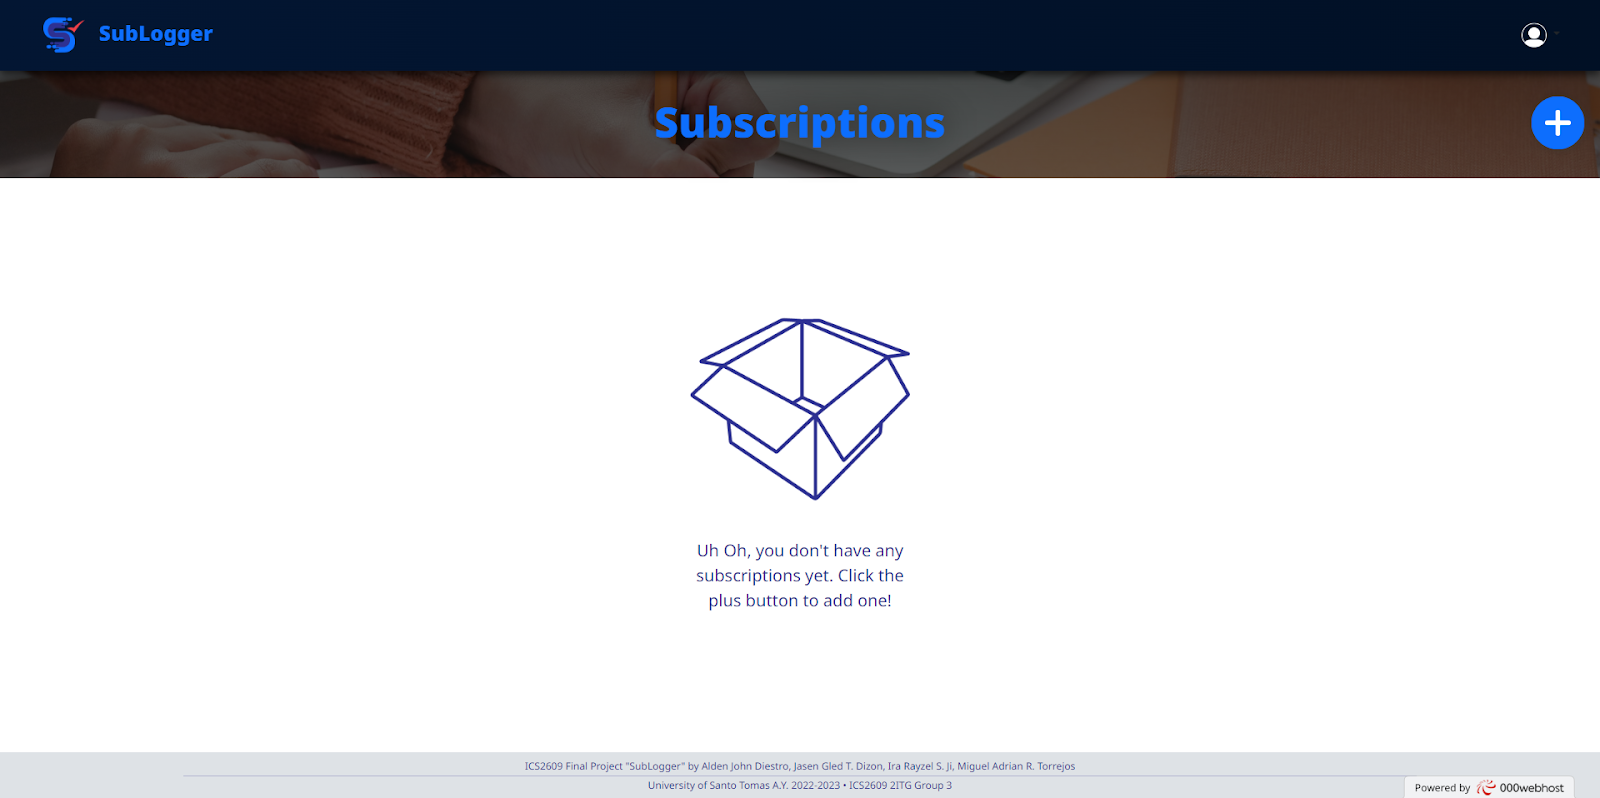 SubLogger
Subscriptions
Uh Oh, you don't have any
subscriptions yet. Click the
plus button to add one!
ICS2609 Final Project "SubLogger" by Alden John Diestro, Jasen Gled T. Dizon, Ira Rayzel S. Ji, Miguel Adrian R. Torrejos
University of Santo Tomas A.Y. 2022-2023 • ICS2609 2ITG Group 3
Powered by 000webhost